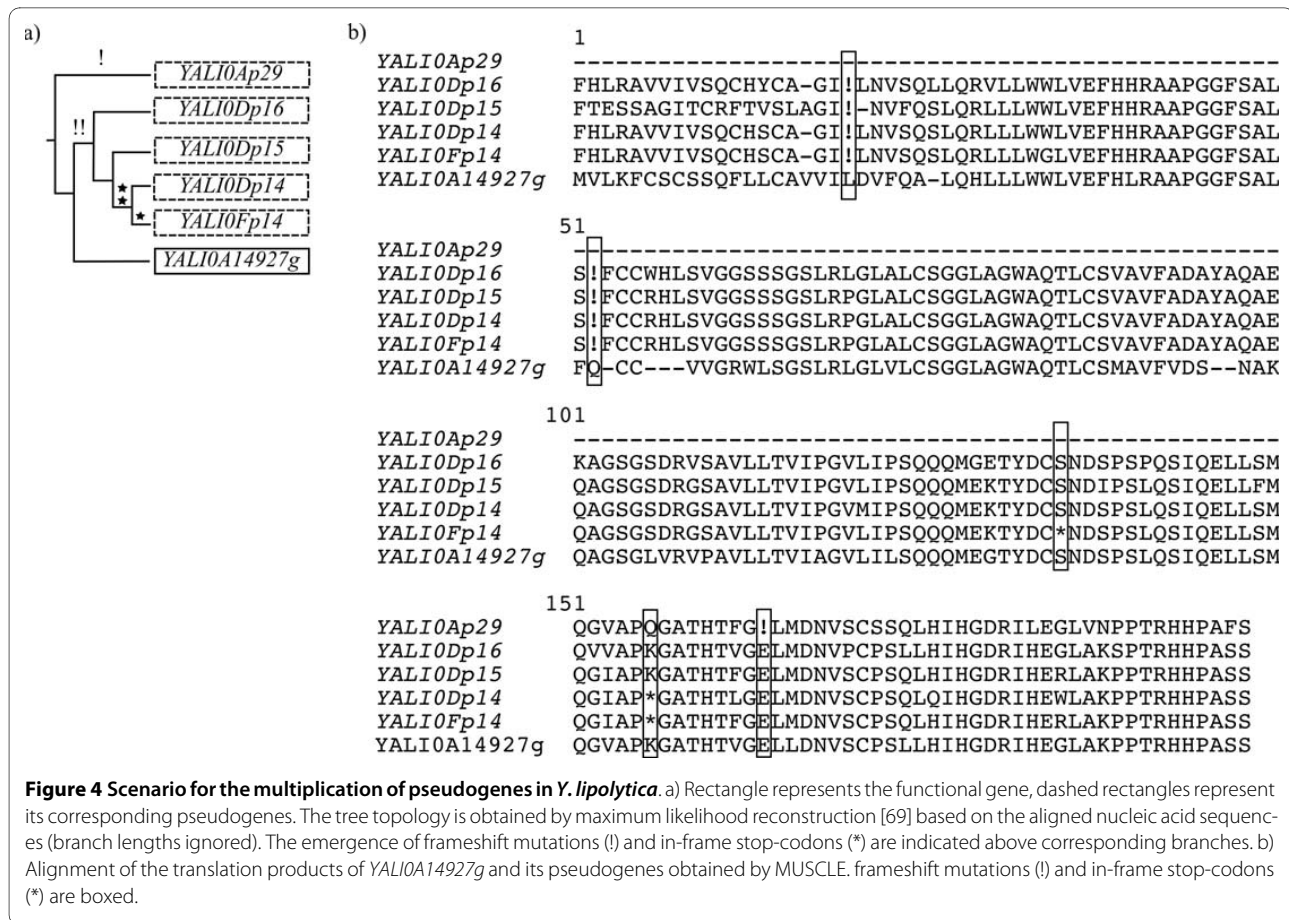 a)
!
YALI0Ap29
!!
YALI0Dp16
YALI0Dp15
YALI0Dp14
YALI0Fp14
YALI0A14927g
b)
1
YALI0Ap29 --------------------------------------------------
YALI0Dp16 FHLRAVVIVSQCHYCA-GI!LNVSQLLQRVLLWWLVEFHHRAAPGGFSAL
YALI0Dp15 FTESSAGITCRFTVSLAGI!-NVFQSLQRLLLWWLVEFHHRAAPGGFSAL
YALI0Dp14 FHLRAVVIVSQCHSCA-GI!LNVSQSLQRLLLWWLVEFHHRAAPGGFSAL
YALI0Fp14 FHLRAVVIVSQCHSCA-GI!LNVSQSLQRLLLWGLVEFHHRAAPGGFSAL
YALI0A14927g MVLKFCSCSSQFLLCAVVILDVFQA-LQHLLLWWLVEFHLRAAPGGFSAL
51
YALI0Ap29 --------------------------------------------------
YALI0Dp16 S!FCCWHLSVGGSSSGSLRLGLALCSGGLAGWAQTLCSVAVFADAYAQAE
YALI0Dp15 S!FCCRHLSVGGSSSGSLRPGLALCSGGLAGWAQTLCSVAVFADAYAQAE
YALI0Dp14 S!FCCRHLSVGGSSSGSLRPGLALCSGGLAGWAQTLCSVAVFADAYAQAE
YALI0Fp14 S!FCCRHLSVGGSSSGSLRPGLALCSGGLAGWAQTLCSVAVFADAYAQAE
YALI0A14927g FQ-CC---VVGRWLSGSLRLGLVLCSGGLAGWAQTLCSMAVFVDS--NAK
101
YALI0Ap29 --------------------------------------------------
YALI0Dp16 KAGSGSDRVSAVLLTVIPGVLIPSQQQMGETYDCSNDSPSPQSIQELLSM
YALI0Dp15 QAGSGSDRGSAVLLTVIPGVLIPSQQQMEKTYDCSNDIPSLQSIQELLFM
YALI0Dp14 QAGSGSDRGSAVLLTVIPGVMIPSQQQMEKTYDCSNDSPSLQSIQELLSM
YALI0Fp14 QAGSGSDRGSAVLLTVIPGVLIPSQQQMEKTYDC*NDSPSLQSIQELLSM
YALI0A14927g QAGSGLVRVPAVLLTVIAGVLILSQQQMEGTYDCSNDSPSLQSIQELLSM
151
YALI0Ap29 QGVAPQGATHTFG!LMDNVSCSSQLHIHGDRILEGLVNPPTRHHPAFS
YALI0Dp16 QVVAPKGATHTVGELMDNVPCPSQLHIHGDRIHEGLAKSPTRHHPASS
YALI0Dp15 QGIAPKGATHTFGELMDNVSCPSQLHIHGDRIHERLAKPPTRHHPASS
YALI0Dp14 QGIAP*GATHTLGELMDNVSCPSQLQIHGDRIHEWLAKPPTRHHPASS
YALI0Fp14 QGIAP*GATHTFGELMDNVSCPSQLHIHGDRIHERLAKPPTRHHPASS
YALI0A14927g QGVAPKGATHTVGELLDNVSCPSLLHIHGDRIHEGLAKPPTRHHPASS
Figure 4 Scenario for the multiplication of pseudogenes in Y. lipolytica. a) Rectangle represents the functional gene, dashed rectangles represent
its corresponding pseudogenes. The tree topology is obtained by maximum likelihood reconstruction [69] based on the aligned nucleic acid sequenc-
es (branch lengths ignored). The emergence of frameshift mutations (!) and in-frame stop-codons (*) are indicated above corresponding branches. b)
Alignment of the translation products of YALI0A14927g and its pseudogenes obtained by MUSCLE. frameshift mutations (!) and in-frame stop-codons
(*) are boxed.